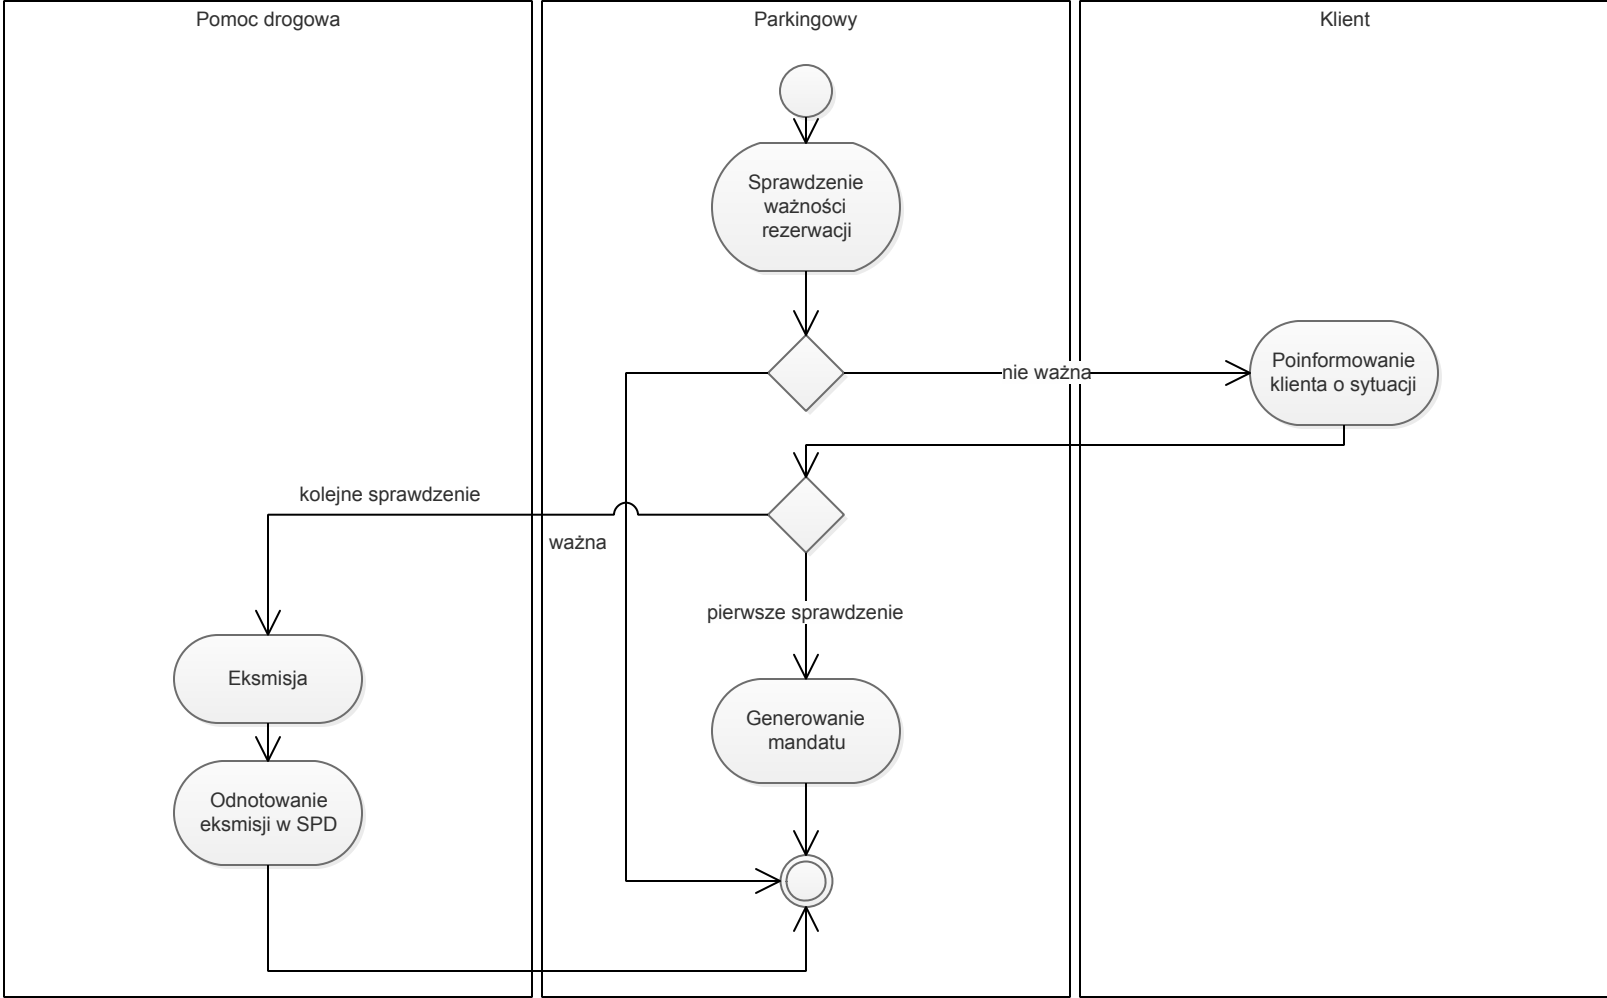 Pomoc drogowa
Parkingowy
Klient
Sprawdzenie
ważności
rezerwacji
nie ważna
Poinformowanie
klienta o sytuacji
kolejne sprawdzenie
ważna
pierwsze sprawdzenie
Eksmisja
Generowanie
mandatu
Odnotowanie
eksmisji w SPD